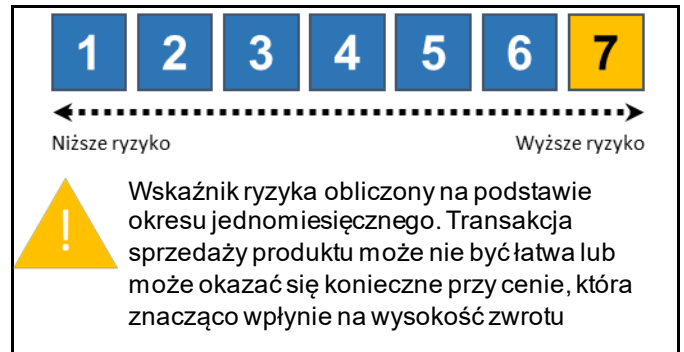 1 2 3 4 5 6 7
Niższe ryzyko Wyższe ryzyko
! Wskaźnik ryzyka obliczony na podstawie
okresu jednomiesięcznego. Transakcja
sprzedaży produktu może nie być łatwa lub
może okazać się konieczne przy cenie, która
znacząco wpłynie na wysokość zwrotu